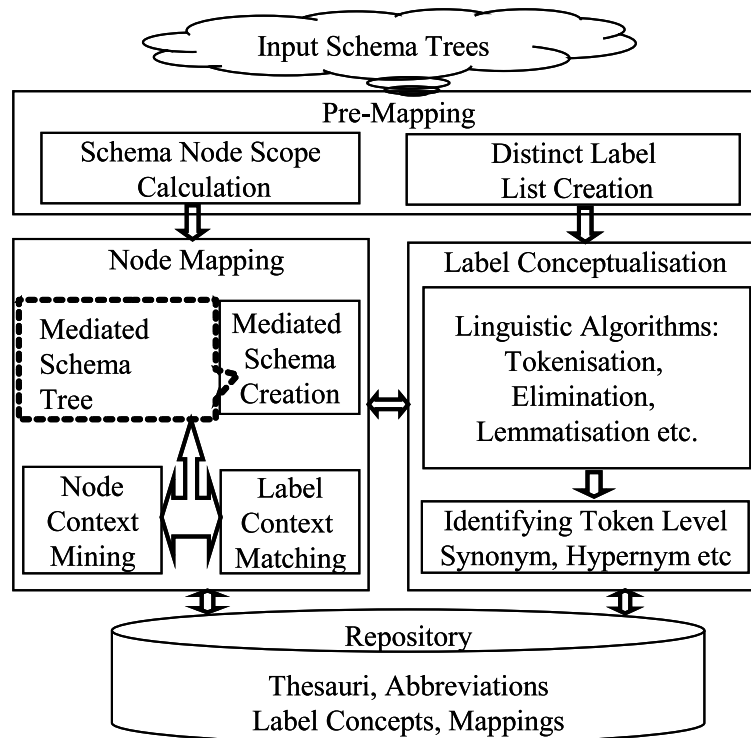 Input Schema Trees
Pre-Mapping
Schema Node Scope
Calculation
Distinct Label
List Creation
Node Mapping
Mediated
Schema
Tree
Mediated
Schema
Creation
Node
Context
Mining
Label
Context
Matching
Label Conceptualisation
Linguistic Algorithms:
Tokenisation,
Elimination,
Lemmatisation etc.
Identifying Token Level
Synonym, Hypernym etc
Repository
Thesauri, Abbreviations
Label Concepts, Mappings